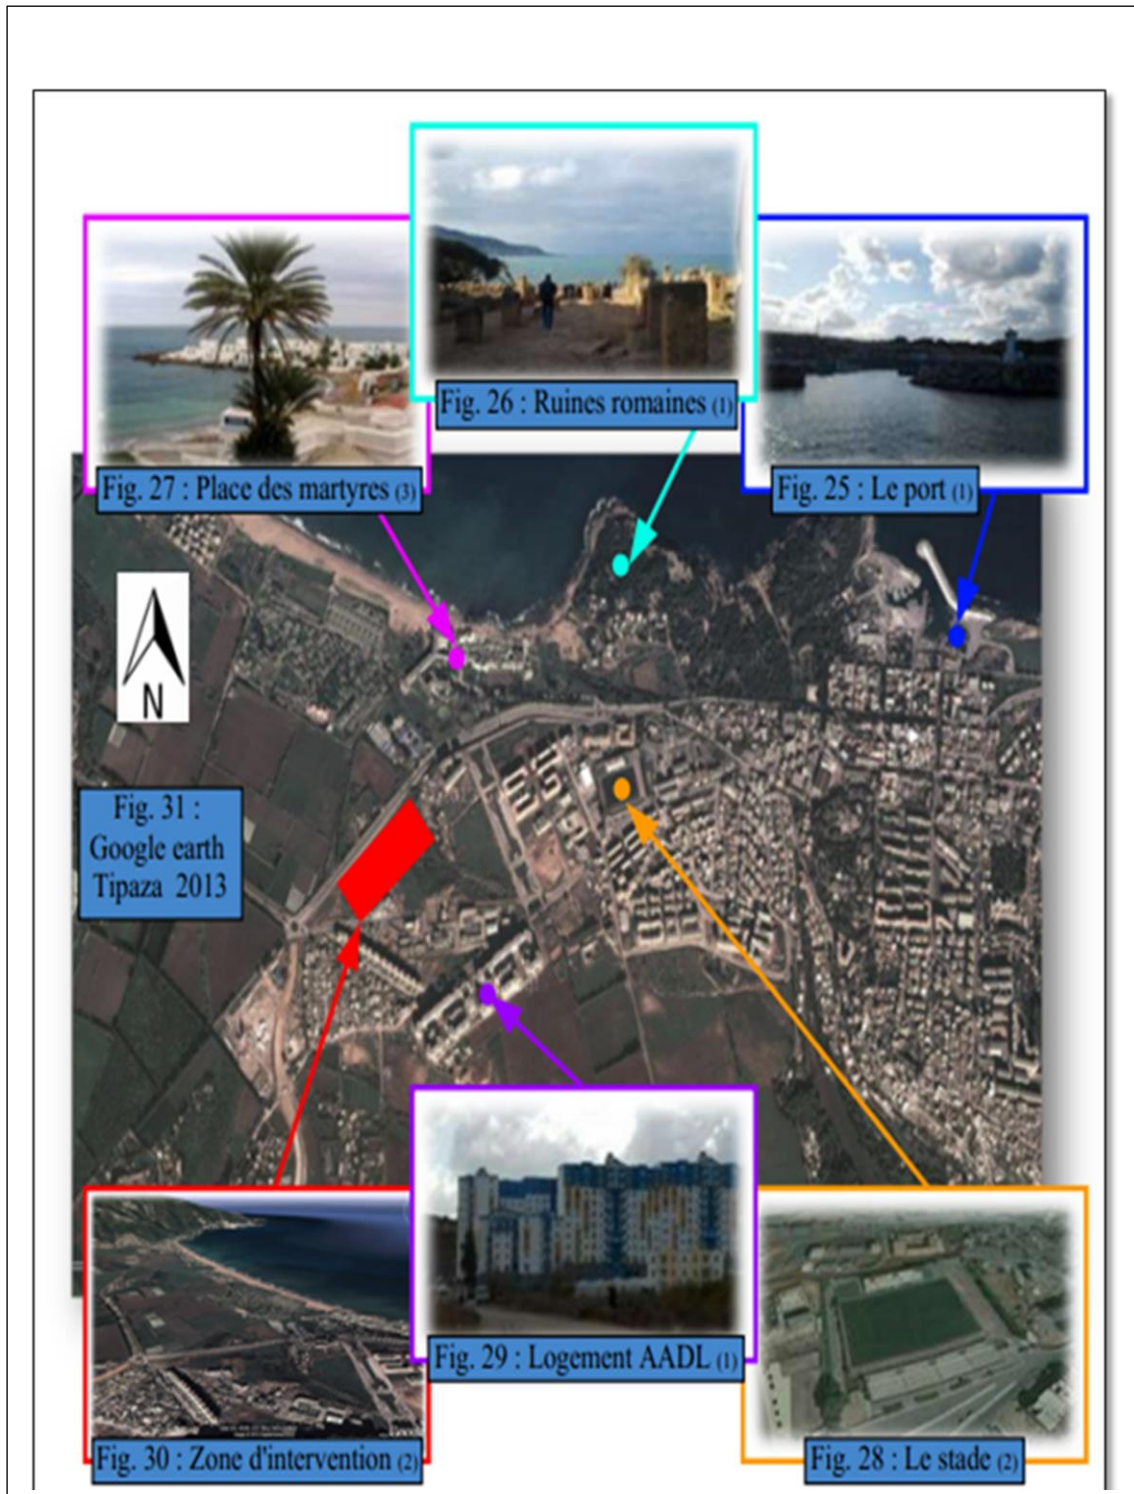 Fig. 26 : Ruines romaines (1)
Fig. 27 : Place des martyres (3)
Fig. 25 : Le port (1)
N
Fig. 31 :
Google earth
Tipaza 2013
Fig. 29 : Logement AADL (1)
Fig. 30 : Zone d'intervention (2)
Fig. 28 : Le stade (2)